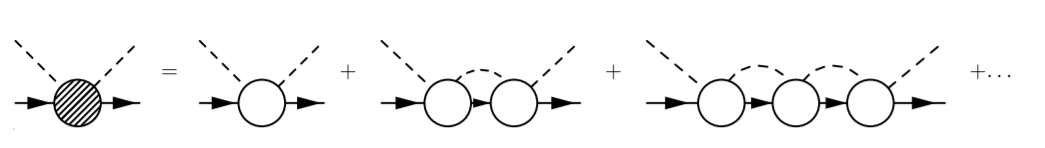 = + + +...